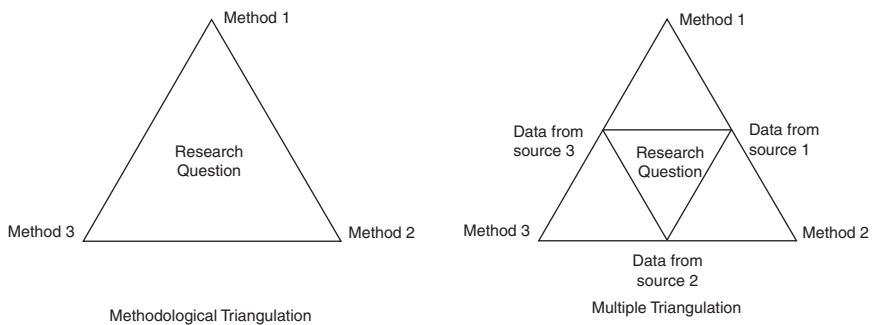 Method 1
Research
Question
Method 3
Method 2
Methodological Triangulation
Method 1
Data from
source 3
Data from
source 1
Research
Question
Method 3
Method 2
Data from
source 2
Multiple Triangulation